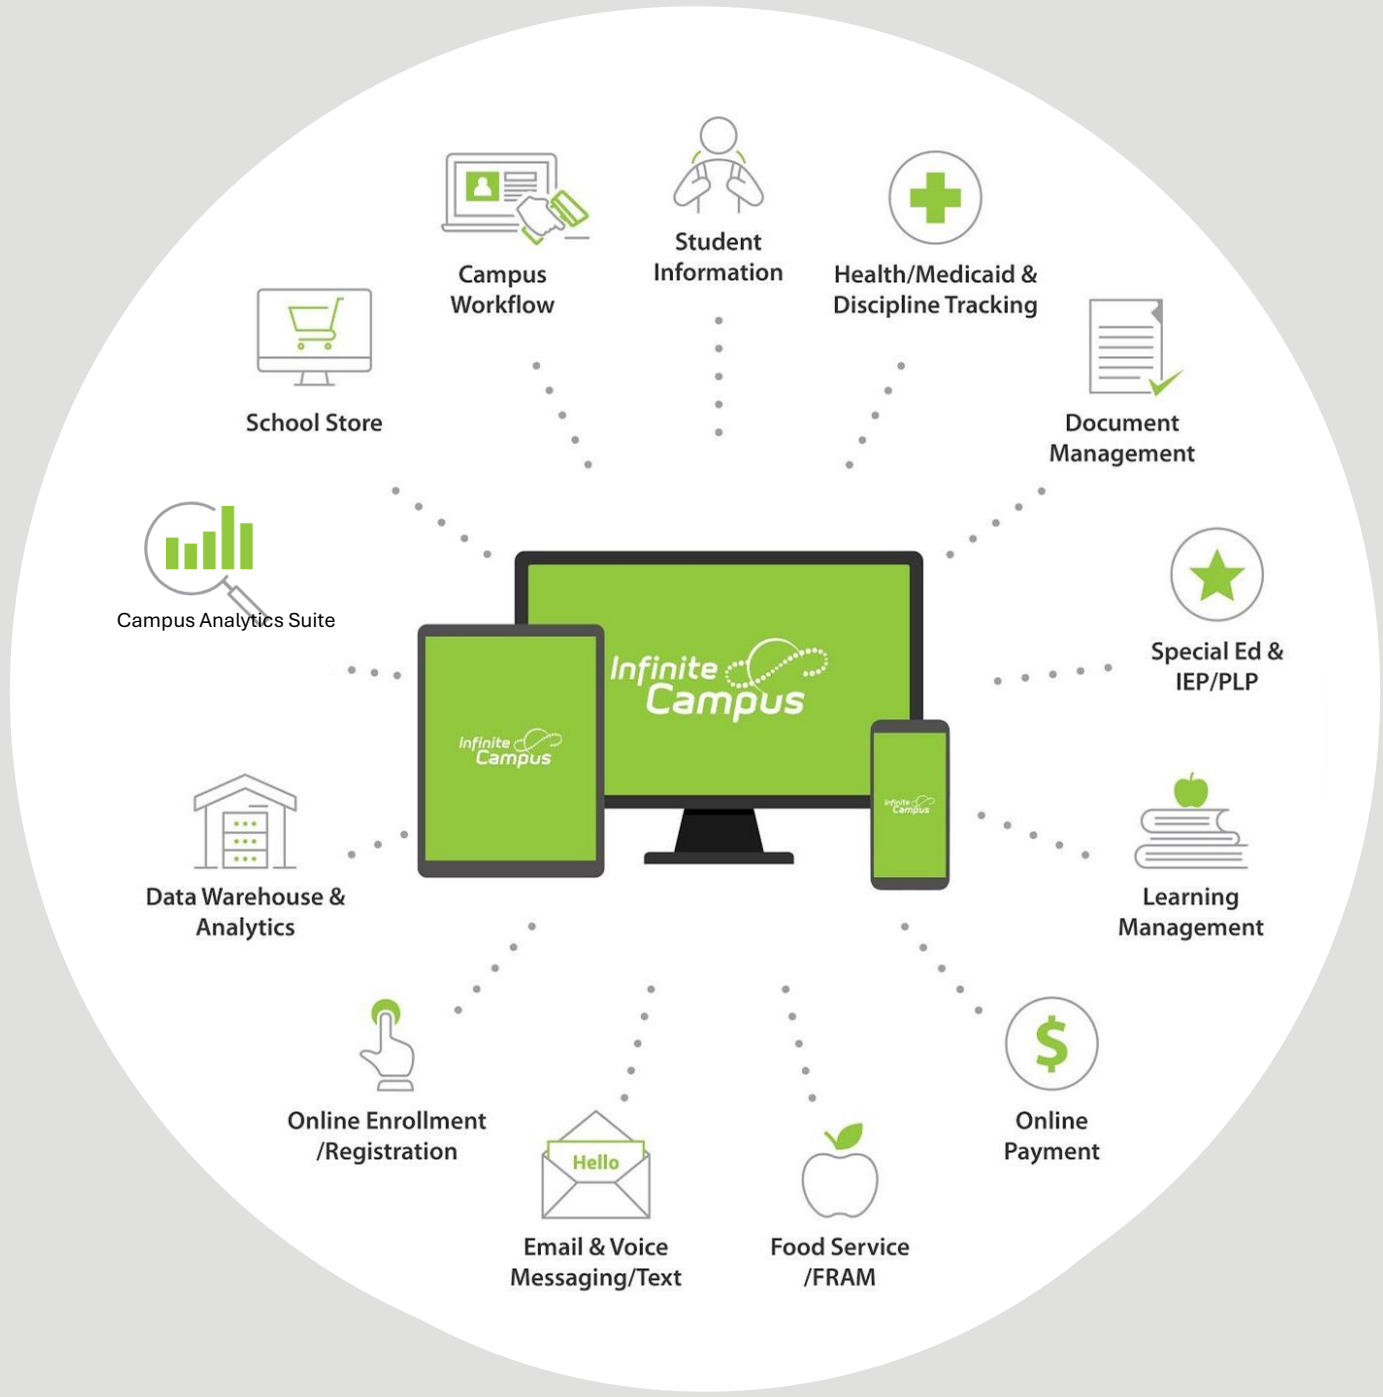 Student
Information
Campus
Workflow
Health/Medicaid &
Discipline Tracking
School Store
Document
Management
Campus Analytics Suite
Special Ed &
IEP/PLP
Infinite
Campus
Infinite
Campus
Infinite
Campus
Data Warehouse &
Analytics
Learning
Management
Online Enrollment
/Registration
Online
Payment
Hello
Email & Voice
Messaging/Text
Food Service
/FRAM
$